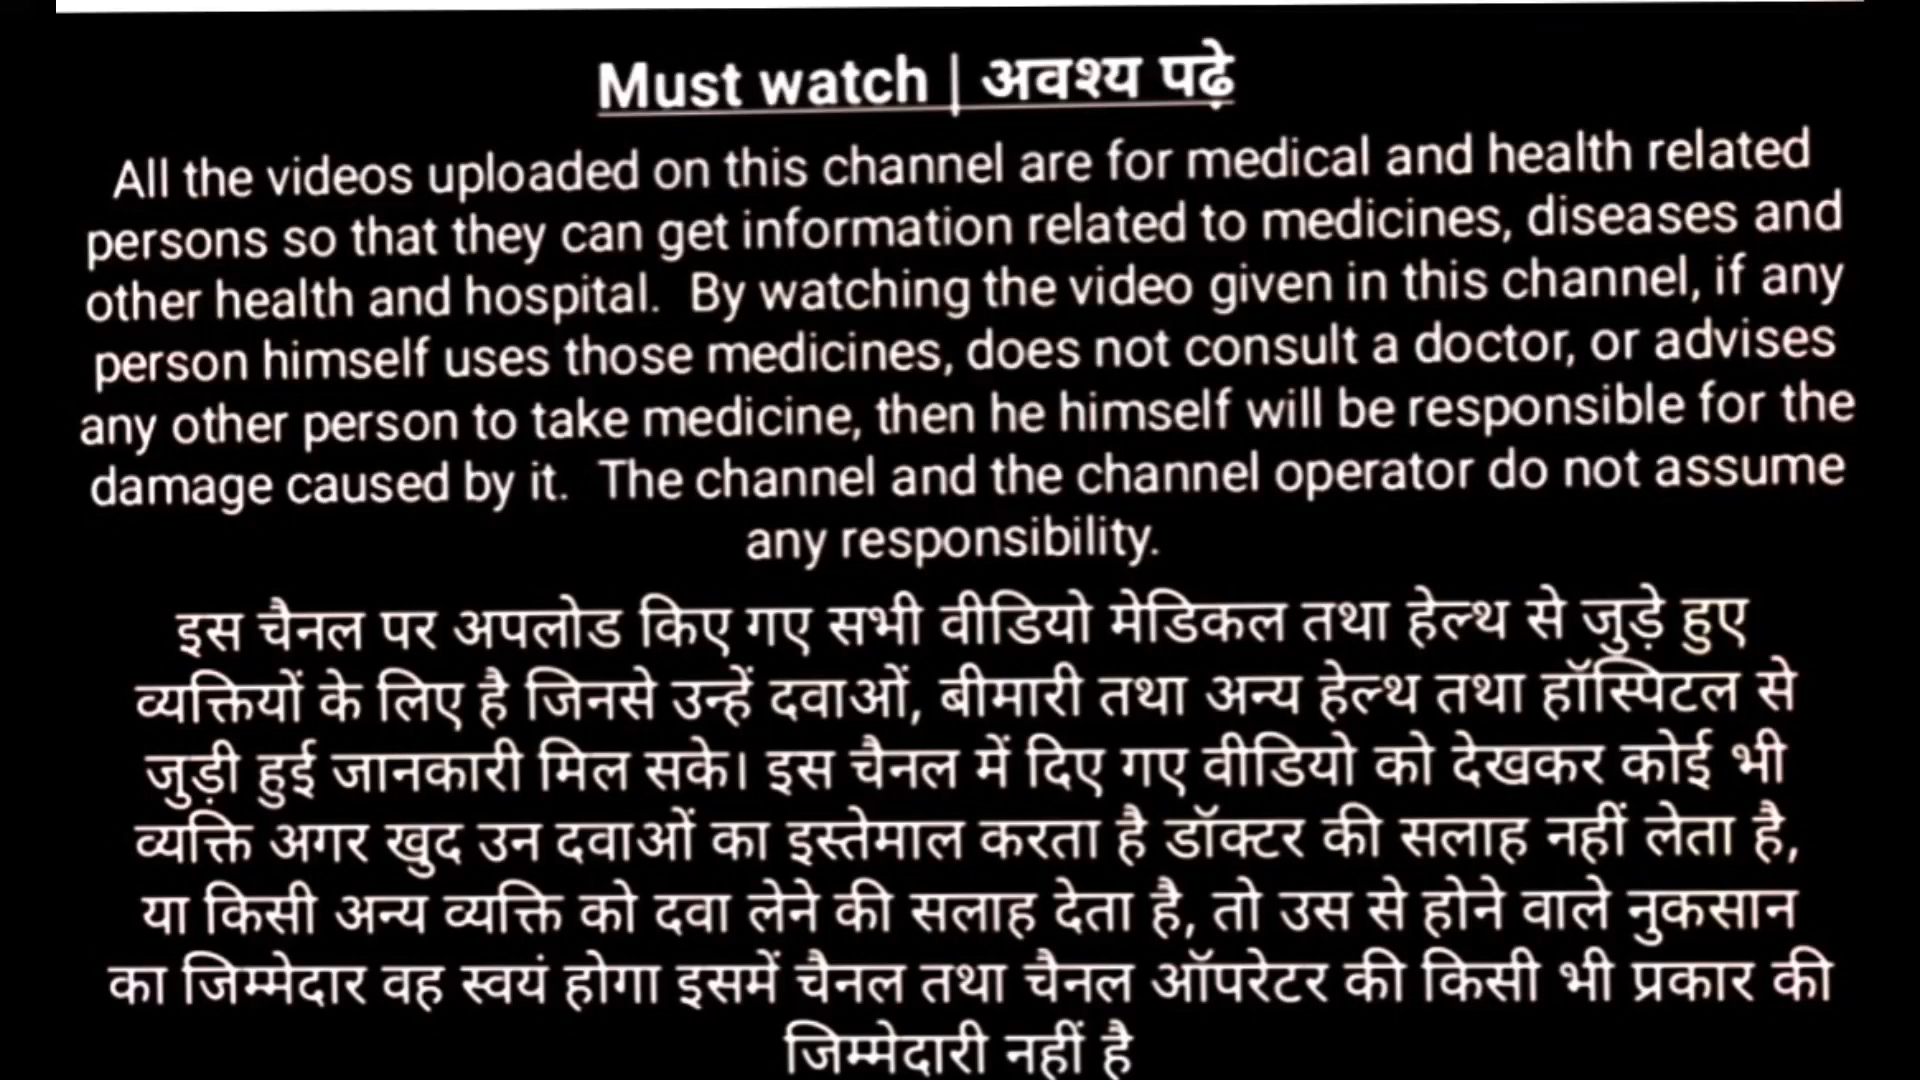 Must watch | अवश्य पढ़े
All the videos uploaded on this channel are for medical and health related
persons so that they can get information related to medicines, diseases and
other health and hospital. By watching the video given in this channel, if any
person himself uses those medicines, does not consult a doctor, or advises
any other person to take medicine, then he himself will be responsible for the
damage caused by it. The channel and the channel operator do not assume
any responsibility.
इस चैनल पर अपलोड किए गए सभी वीडियो मेडिकल तथा हेल्थ से जुड़े हुए
व्यक्तियों के लिए है जिनसे उन्हें दवाओं, बीमारी तथा अन्य हेल्थ तथा हॉस्पिटल से
जुड़ी हुई जानकारी मिल सके। इस चैनल में दिए गए वीडियो को देखकर कोई भी
व्यक्ति अगर खुद उन दवाओं का इस्तेमाल करता है डॉक्टर की सलाह नहीं लेता है,
या किसी अन्य व्यक्ति को दवा लेने की सलाह देता है, तो उस से होने वाले नुकसान
का जिम्मेदार वह स्वयं होगा इसमें चैनल तथा चैनल ऑपरेटर की किसी भी प्रकार की
जिम्मेदारी नहीं है